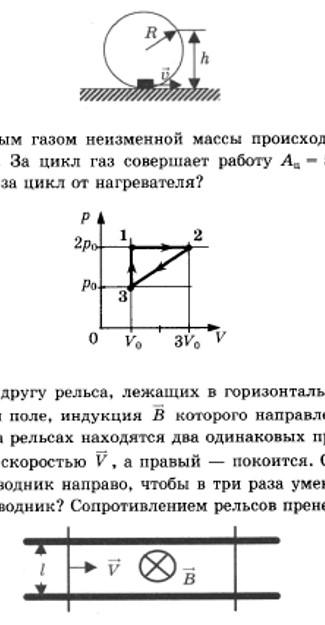 R
h
v
ым газом неизменной массы происход
. За цикл газ совершает работу Aц =
за цикл от нагревателя?
p
1 2
2p₀
p₀
3
0 V₀ 3V₀ V
другу рельса, лежащих в горизонталь
поле, индукция B которого направле
рельсах находятся два одинаковых п
скоростью V, а правый — покоится.
водник направо, чтобы в три раза умен
водник? Сопротивлением рельсов прене
l V B